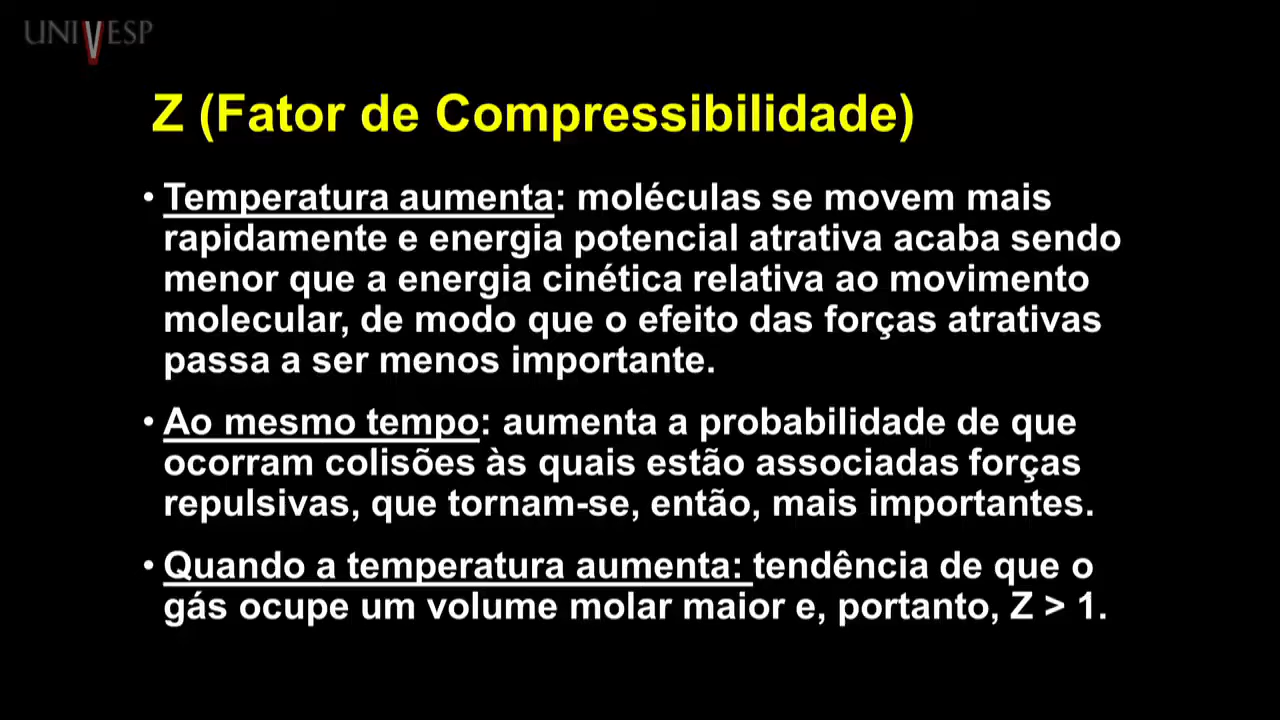 UNIVESP
Z (Fator de Compressibilidade)
• Temperatura aumenta: moléculas se movem mais
rapidamente e energia potencial atrativa acaba sendo
menor que a energia cinética relativa ao movimento
molecular, de modo que o efeito das forças atrativas
passa a ser menos importante.
• Ao mesmo tempo: aumenta a probabilidade de que
ocorram colisões às quais estão associadas forças
repulsivas, que tornam-se, então, mais importantes.
• Quando a temperatura aumenta: tendência de que o
gás ocupe um volume molar maior e, portanto, Z > 1.